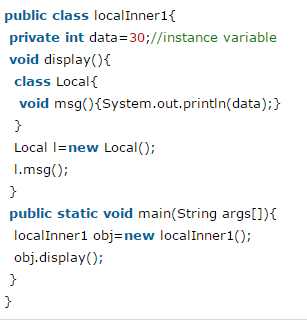 public class localInner1{
private int data=30;//instance variable
void display(){
class Local{
void msg(){System.out.println(data);}
}
Local l=new Local();
l.msg();
}
public static void main(String args[]){
localInner1 obj=new localInner1();
obj.display();
}
}